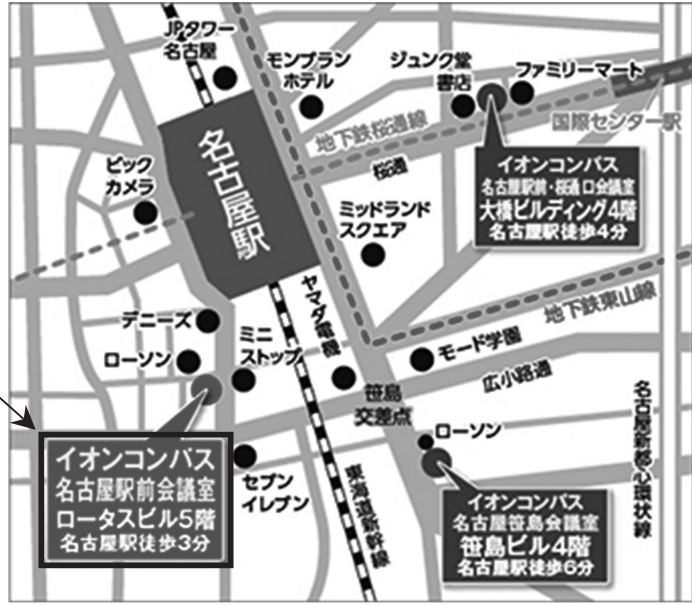 JPタワー
名古屋
モンブラン
ホテル
ジュンク堂
書店
ファミリーマート
国際センター駅
地下鉄桜通線
桜通
イオンコンパス
名古屋駅前・桜通口会議室
大橋ビルディング4階
名古屋駅徒歩4分
ビック
カメラ
名古屋駅
ミッドランド
スクエア
ヤマダ電機
地下鉄東山線
デニーズ
ローソン
ミニ
ストップ
モード学園
広小路通
笹島
交差点
名古屋新都心環状線
ローソン
イオンコンパス
名古屋駅前会議室
ロータスビル5階
名古屋駅徒歩3分
セブン
イレブン
東海道新幹線
イオンコンパス
名古屋笹島会議室
笹島ビル4階
名古屋駅徒歩6分